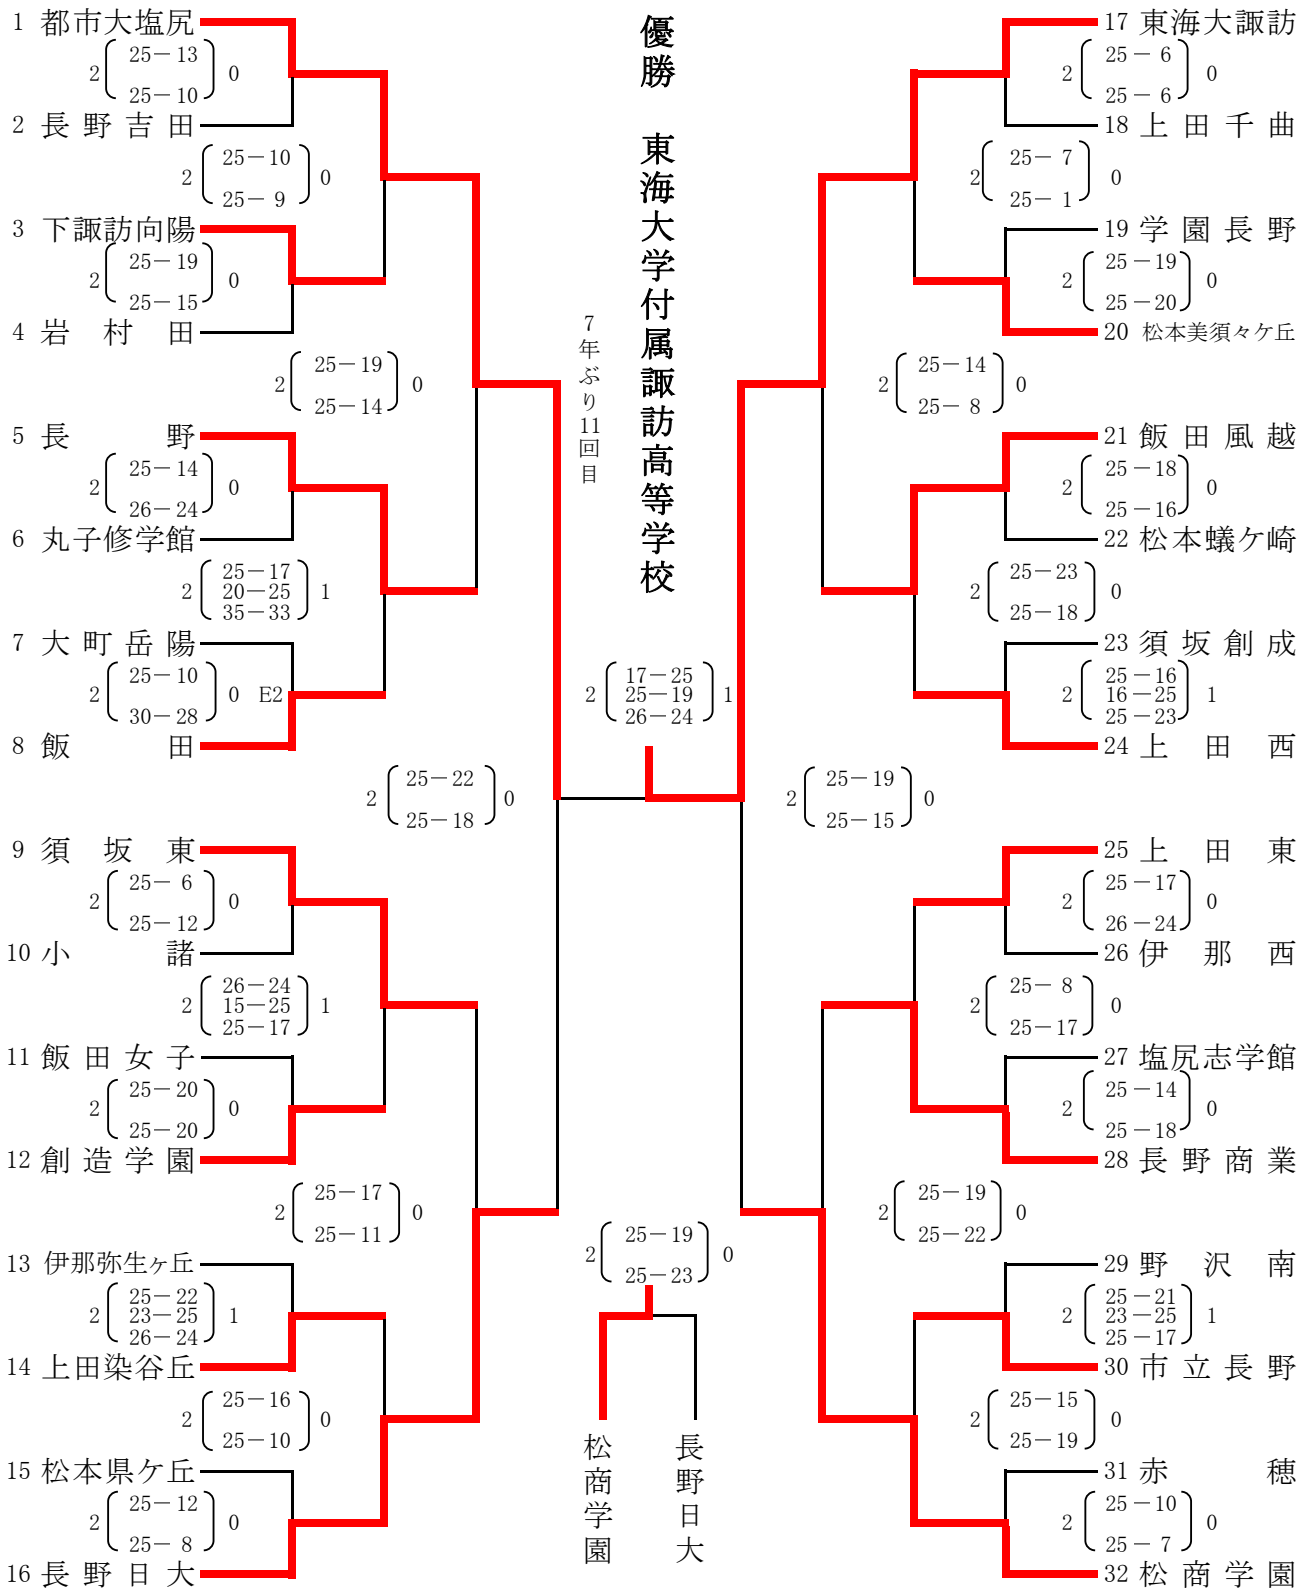 1 都市大塩尻
2 25－13 0
25－10
2 長野吉田
2 25－10 0
25－ 9
3 下諏訪向陽
2 25－19 0
25－15
4 岩村田
2 25－19 0
25－14
5 長野
2 25－14 0
26－24
6 丸子修学館
2 25－17 1
20－25
35－33
7 大町岳陽
2 25－10 0 E2
30－28
8 飯田
2 25－22 0
25－18
9 須坂東
2 25－ 6 0
25－12
10 小諸
2 26－24 1
15－25
25－17
11 飯田女子
2 25－20 0
25－20
12 創造学園
2 25－17 0
25－11
13 伊那弥生ヶ丘
2 25－22 1
23－25
26－24
14 上田染谷丘
2 25－16 0
25－10
15 松本県ケ丘
2 25－12 0
25－ 8
16 長野日大
優勝 東海大学付属諏訪高等学校
7年ぶり11回目
2 17－25 1
25－19
26－24
2 25－19 0
25－23
松商学園
長野日大
17 東海大諏訪
2 25－ 6 0
25－ 6
18 上田千曲
2 25－ 7 0
25－ 1
19 学園長野
2 25－19 0
25－20
20 松本美須々ケ丘
2 25－14 0
25－ 8
21 飯田風越
2 25－18 0
25－16
22 松本蟻ケ崎
2 25－23 0
25－18
23 須坂創成
2 25－16 1
16－25
25－23
24 上田西
2 25－19 0
25－15
25 上田東
2 25－17 0
26－24
26 伊那西
2 25－ 8 0
25－17
27 塩尻志学館
2 25－14 0
25－18
28 長野商業
2 25－19 0
25－22
29 野沢南
2 25－21 1
23－25
25－17
30 市立長野
2 25－15 0
25－19
31 赤穂
2 25－10 0
25－ 7
32 松商学園